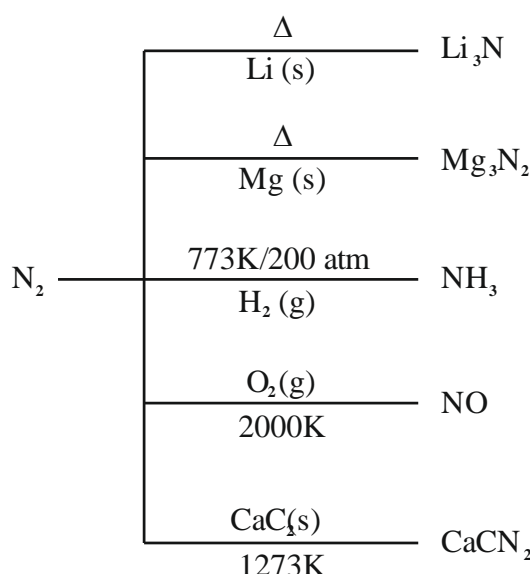 Δ
Li (s)
Li₃N
Δ
Mg (s)
Mg₃N₂
N₂
773K/200 atm
H₂ (g)
NH₃
O₂(g)
2000K
NO
CaC₂(s)
1273K
CaCN₂